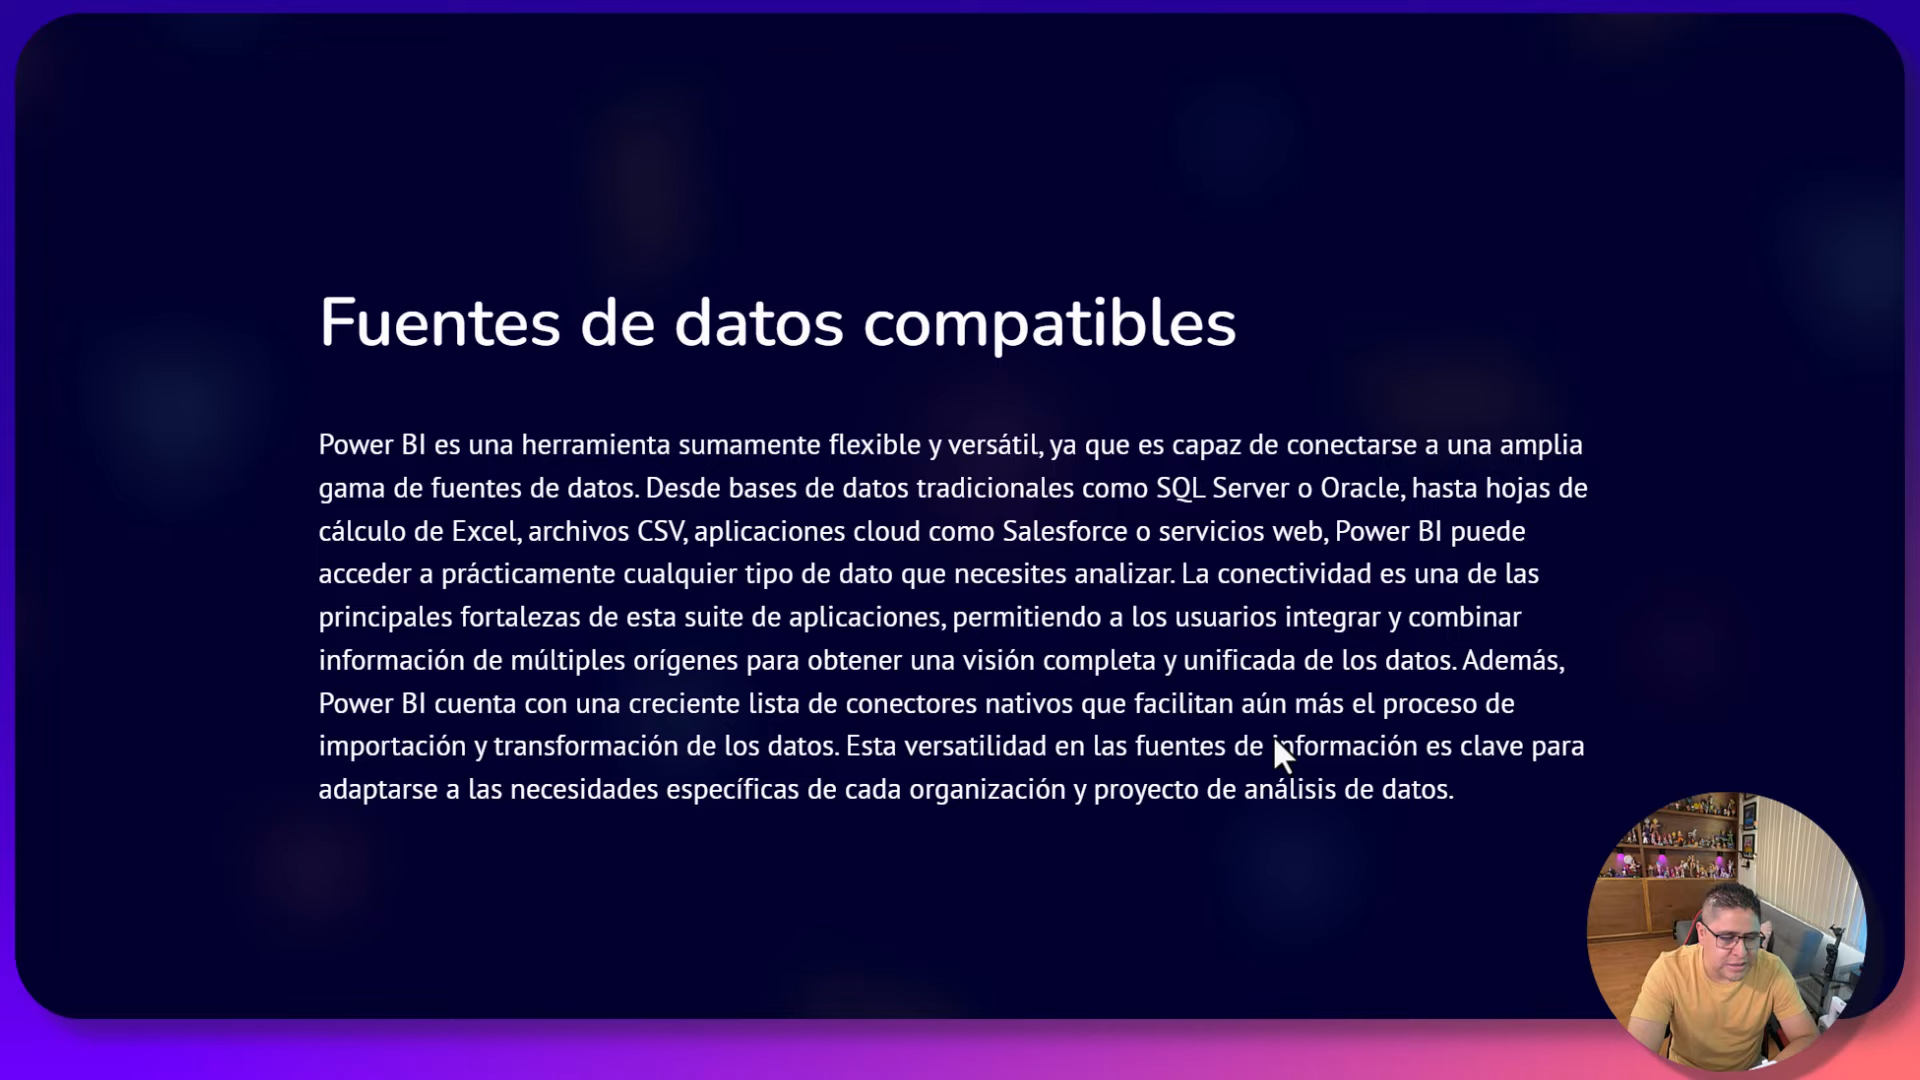 Fuentes de datos compatibles
Power BI es una herramienta sumamente flexible y versátil, ya que es capaz de conectarse a una amplia
gama de fuentes de datos. Desde bases de datos tradicionales como SQL Server o Oracle, hasta hojas de
cálculo de Excel, archivos CSV, aplicaciones cloud como Salesforce o servicios web, Power BI puede
acceder a prácticamente cualquier tipo de dato que necesites analizar. La conectividad es una de las
principales fortalezas de esta suite de aplicaciones, permitiendo a los usuarios integrar y combinar
información de múltiples orígenes para obtener una visión completa y unificada de los datos. Además,
Power BI cuenta con una creciente lista de conectores nativos que facilitan aún más el proceso de
importación y transformación de los datos. Esta versatilidad en las fuentes de información es clave para
adaptarse a las necesidades específicas de cada organización y proyecto de análisis de datos.